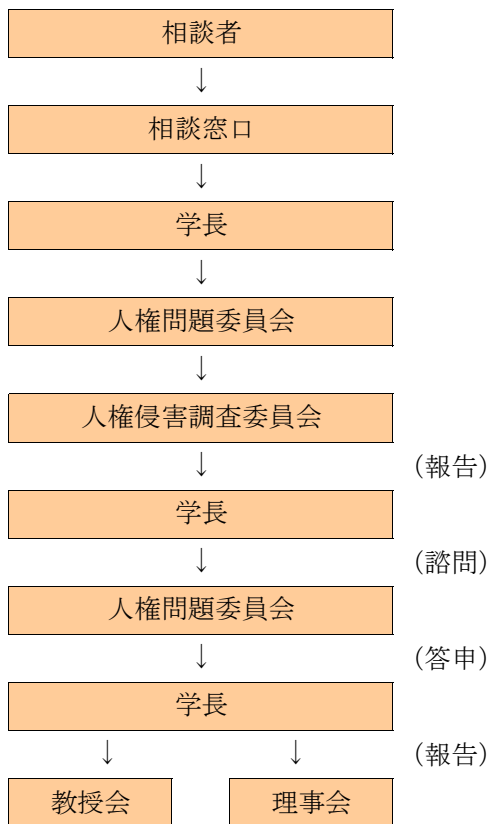 相談者
↓
相談窓口
↓
学長
↓
人権問題委員会
↓
人権侵害調査委員会
↓ （報告）
学長
↓ （諮問）
人権問題委員会
↓ （答申）
学長
↓ ↓ （報告）
教授会 理事会